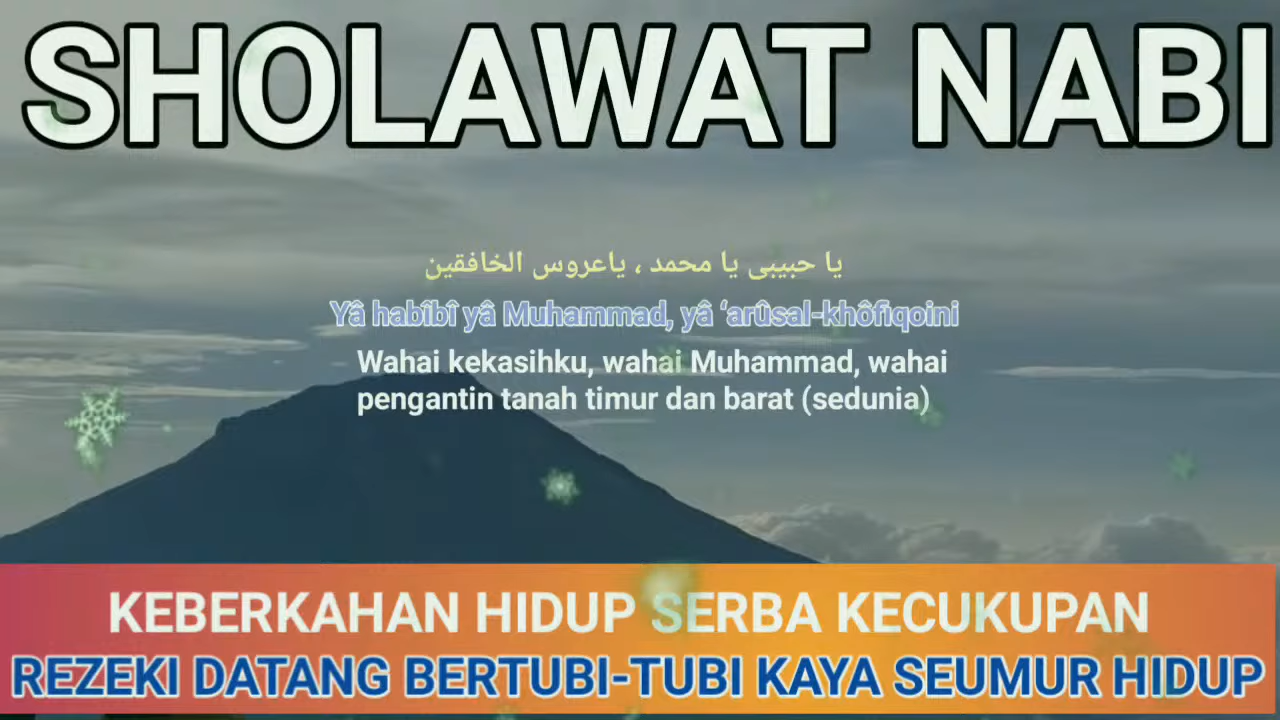 SHOLAWAT NABI
يا حبيبى يا محمد ، ياعروس الخافقين
Yâ habîbî yâ Muhammad, yâ ‘arûsal-khôfiqoini
Wahai kekasihku, wahai Muhammad, wahai
pengantin tanah timur dan barat (sedunia)
KEBERKAHAN HIDUP SERBA KECUKUPAN
REZEKI DATANG BERTUBI-TUBI KAYA SEUMUR HIDUP